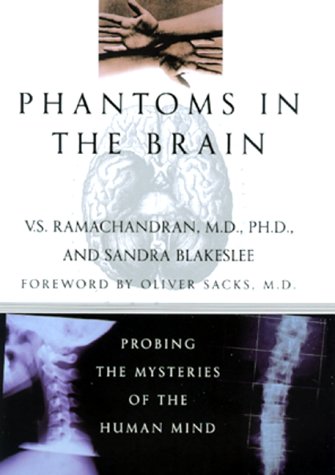 PHANTOMS IN
THE BRAIN
V.S. RAMACHANDRAN, M.D., PH.D.,
AND SANDRA BLAKESLEE
FOREWORD BY OLIVER SACKS, M.D.
PROBING
THE MYSTERIES
OF THE
HUMAN MIND